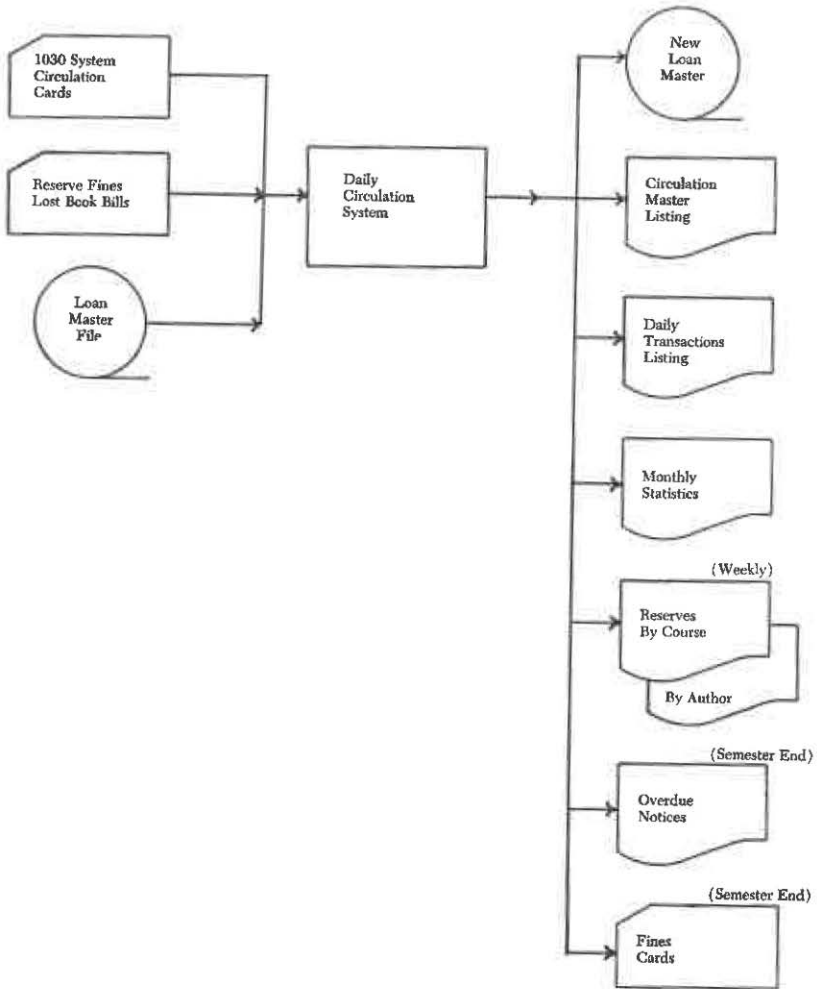 1030 System
Circulation
Cards
Reserve Fines
Lost Book Bills
Loan
Master
File
Daily
Circulation
System
New
Loan
Master
Circulation
Master
Listing
Daily
Transactions
Listing
Monthly
Statistics
(Weekly)
Reserves
By Course
By Author
(Semester End)
Overdue
Notices
(Semester End)
Fines
Cards